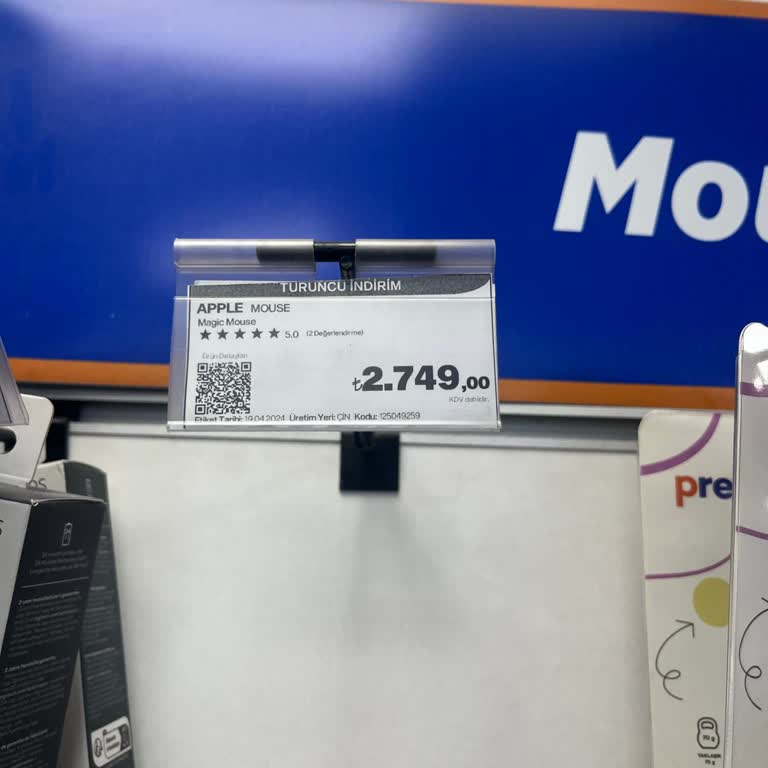 Mou
TURUNCU İNDİRİM
APPLE MOUSE
Magic Mouse
5.0 (2 Değerlendirme)
Ürün Detayları
₺2.749,00
KDV dahildir.
Etiket Tarihi: 19.04.2024 Üretim Yeri: ÇİN Kodu: 125049259
pre